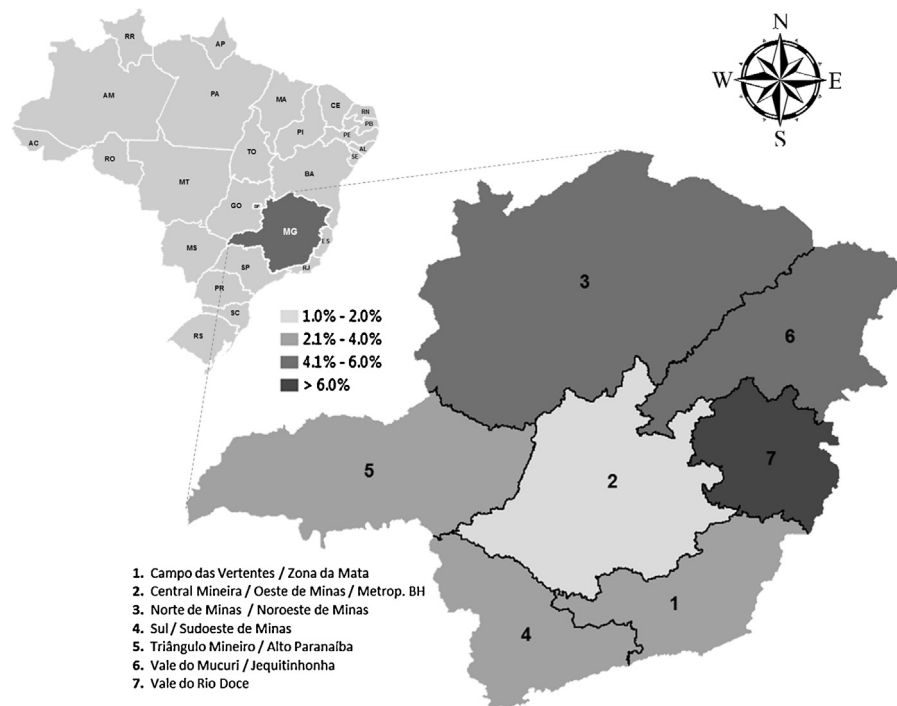 RR
AP
AM
PA
MA
CE
RN
PB
PE
PI
AL
SE
AC
RO
TO
BA
MT
GO
DF
MG
ES
MS
SP
RJ
PR
SC
RS
N
W E
S
1.0% - 2.0%
2.1% - 4.0%
4.1% - 6.0%
> 6.0%
3
6
7
5
2
1
4
1. Campo das Vertentes / Zona da Mata
2. Central Mineira / Oeste de Minas / Metrop. BH
3. Norte de Minas / Noroeste de Minas
4. Sul / Sudoeste de Minas
5. Triângulo Mineiro / Alto Paranaíba
6. Vale do Mucuri / Jequitinhonha
7. Vale do Rio Doce